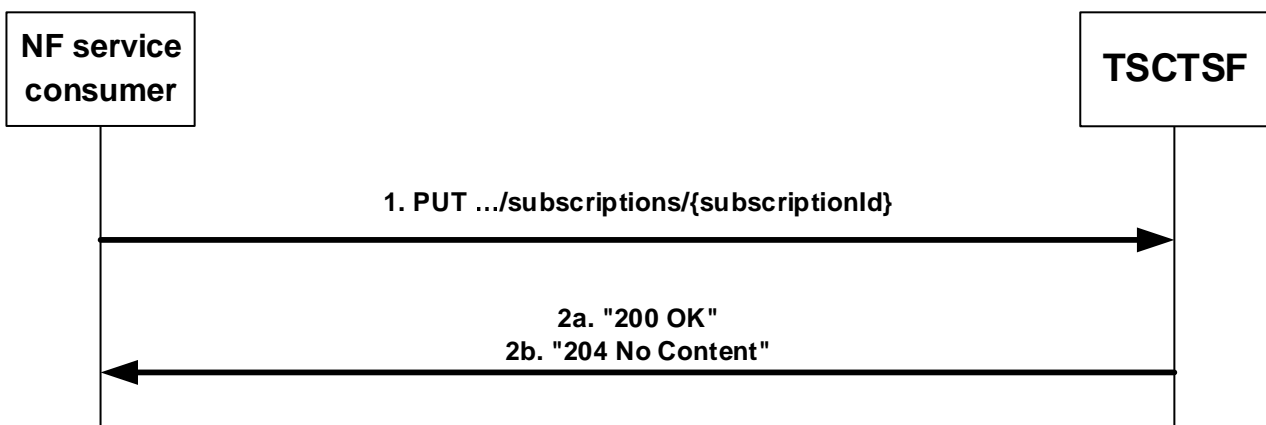 NF service
consumer
TSCTSF
1. PUT …/subscriptions/{subscriptionId}
2a. "200 OK"
2b. "204 No Content"